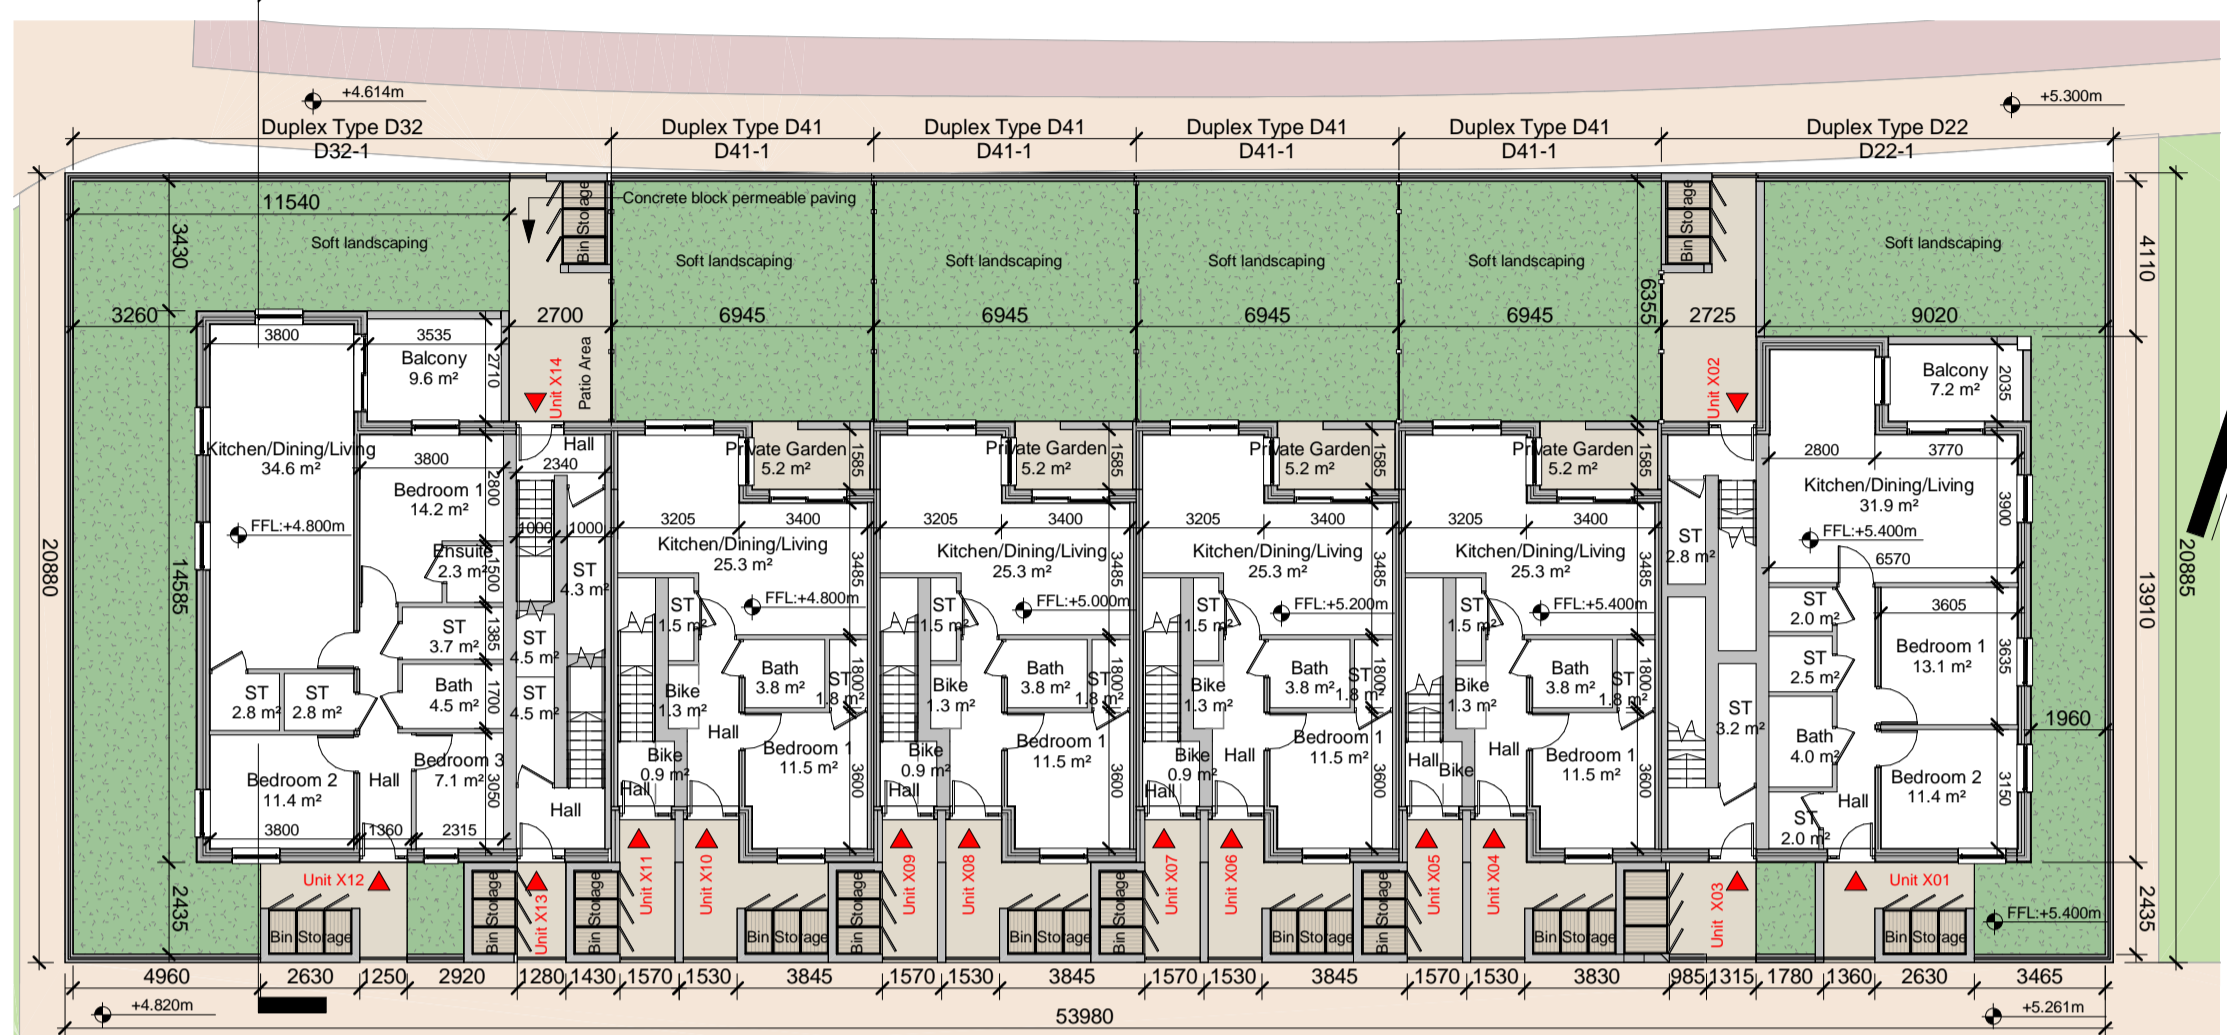 +4.614m
+5.300m
Duplex Type D32
Duplex Type D41
Duplex Type D41
Duplex Type D41
Duplex Type D41
Duplex Type D22
D32-1
D41-1
D41-1
D41-1
D41-1
D22-1
11540
3430
Soft landscaping
Bin Storage
Concrete block permeable paving
Soft landscaping
Soft landscaping
Soft landscaping
Soft landscaping
Bin Storage
Soft landscaping
4110
3260
2700
6945
6945
6945
6945
6355
2725
9020
3800
3535
Balcony
9.6 m²
2710
Unit X14
Patio Area
Unit X02
Balcony
7.2 m²
2035
Kitchen/Dining/Living
34.6 m²
3800
Bedroom 1
14.2 m²
2800
Hall
2340
Private Garden
5.2 m²
1585
Private Garden
5.2 m²
1585
Private Garden
5.2 m²
1585
Private Garden
5.2 m²
1585
2800
3770
Kitchen/Dining/Living
31.9 m²
3900
FFL:+4.800m
1000
1000
3205
3400
3205
3400
3205
3400
3205
3400
FFL:+5.400m
6570
20880
14585
Ensuite
2.3 m²
1500
ST
4.3 m²
Kitchen/Dining/Living
25.3 m²
3485
Kitchen/Dining/Living
25.3 m²
3485
Kitchen/Dining/Living
25.3 m²
3485
Kitchen/Dining/Living
25.3 m²
3485
ST
2.8 m²
20885
13910
ST
1.5 m²
FFL:+4.800m
ST
1.5 m²
FFL:+5.000m
ST
1.5 m²
FFL:+5.200m
ST
1.5 m²
FFL:+5.400m
ST
2.0 m²
3605
ST
3.7 m²
1385
ST
4.5 m²
Bedroom 1
13.1 m²
3635
ST
2.5 m²
ST
2.8 m²
ST
2.8 m²
Bath
4.5 m²
1700
ST
4.5 m²
Bike
1.3 m²
Bath
3.8 m²
ST
1.8 m²
1800
Bike
1.3 m²
Bath
3.8 m²
ST
1800
Bike
1.3 m²
Bath
3.8 m²
ST
1.8 m²
1800
Bike
1.3 m²
Bath
3.8 m²
ST
1.8 m²
1800
ST
3.2 m²
Bath
4.0 m²
1960
Bedroom 2
11.4 m²
Hall
Bedroom 3
7.1 m²
3050
Hall
Bike
0.9 m²
Hall
Hall
Bedroom 1
11.5 m²
3600
Bike
0.9 m²
Hall
Hall
Bedroom 1
11.5 m²
3600
Bike
0.9 m²
Hall
Hall
Bedroom 1
11.5 m²
3600
Hall
Bike
Hall
Bedroom 1
11.5 m²
3600
Bedroom 2
11.4 m²
3150
Hall
ST
2.0 m²
3800
1360
2315
2435
Unit X12
Bin Storage
Bin Storage
Unit X13
Bin Storage
Unit X11
Unit X10
Bin Storage
Bin Storage
Unit X09
Unit X08
Bin Storage
Bin Storage
Unit X07
Unit X06
Bin Storage
Bin Storage
Unit X05
Unit X04
Bin Storage
Unit X03
Unit X01
Bin Storage
FFL:+5.400m
2435
4960
2630
1250
2920
1280
1430
1570
1530
3845
1570
1530
3845
1570
1530
3845
1570
1530
3830
985
1315
1780
1360
2630
3465
+4.820m
53980
+5.261m